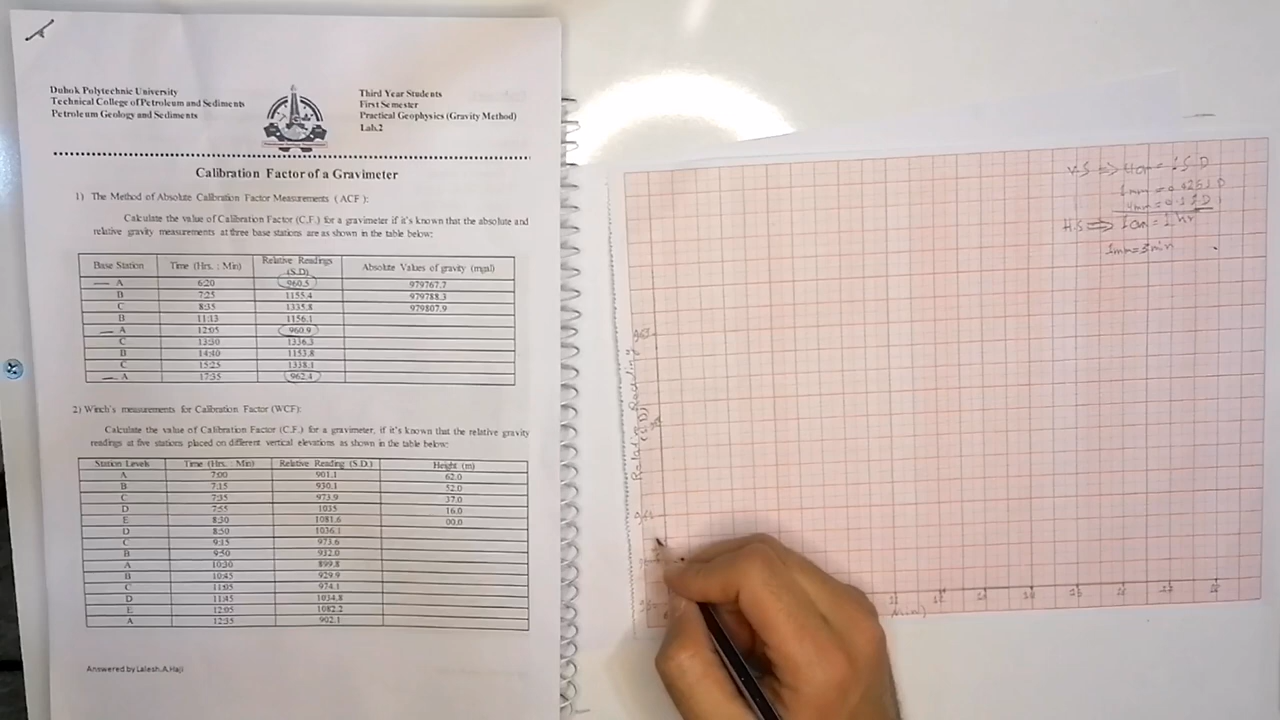 Duhok Polytechnic University
Technical College of Petroleum and Sediments
Petroleum Geology and Sediments
Third Year Students
First Semester
Practical Geophysics (Gravity Method)
Lab.2
Calibration Factor of a Gravimeter
1) The Method of Absolute Calibration Factor Measurements (ACF):
Calculate the value of Calibration Factor (C.F.) for a gravimeter if it's known that the absolute and
relative gravity measurements at three base stations are as shown in the table below:
Base Station Time (Hrs. : Min) Relative Readings (S.D) Absolute Values of gravity (mgal)
A 6:20 960.5 979767.7
B 7:25 1155.4 979788.3
C 8:35 1335.8 979807.9
B 11:13 1156.1
A 12:05 960.9
C 13:30 1336.3
B 14:40 1153.8
C 15:25 1338.1
A 17:35 962.4
2) Winch's measurements for Calibration Factor (WCF):
Calculate the value of Calibration Factor (C.F.) for a gravimeter, if it's known that the relative gravity
readings at five stations placed on different vertical elevations as shown in the table below:
Station Levels Time (Hrs. : Min) Relative Reading (S.D.) Height (m)
A 7:00 901.1 62.0
B 7:15 930.1 52.0
C 7:35 973.9 37.0
D 7:55 1035 16.0
E 8:30 1081.6 00.0
D 8:50 1036.1
C 9:15 973.6
B 9:50 932.0
A 10:30 899.8
B 10:45 929.9
C 11:05 974.1
D 11:45 1034.8
E 12:05 1082.2
A 12:35 902.1
Answered by Lalesh.A.Haji
Relative Reading
(S.D)